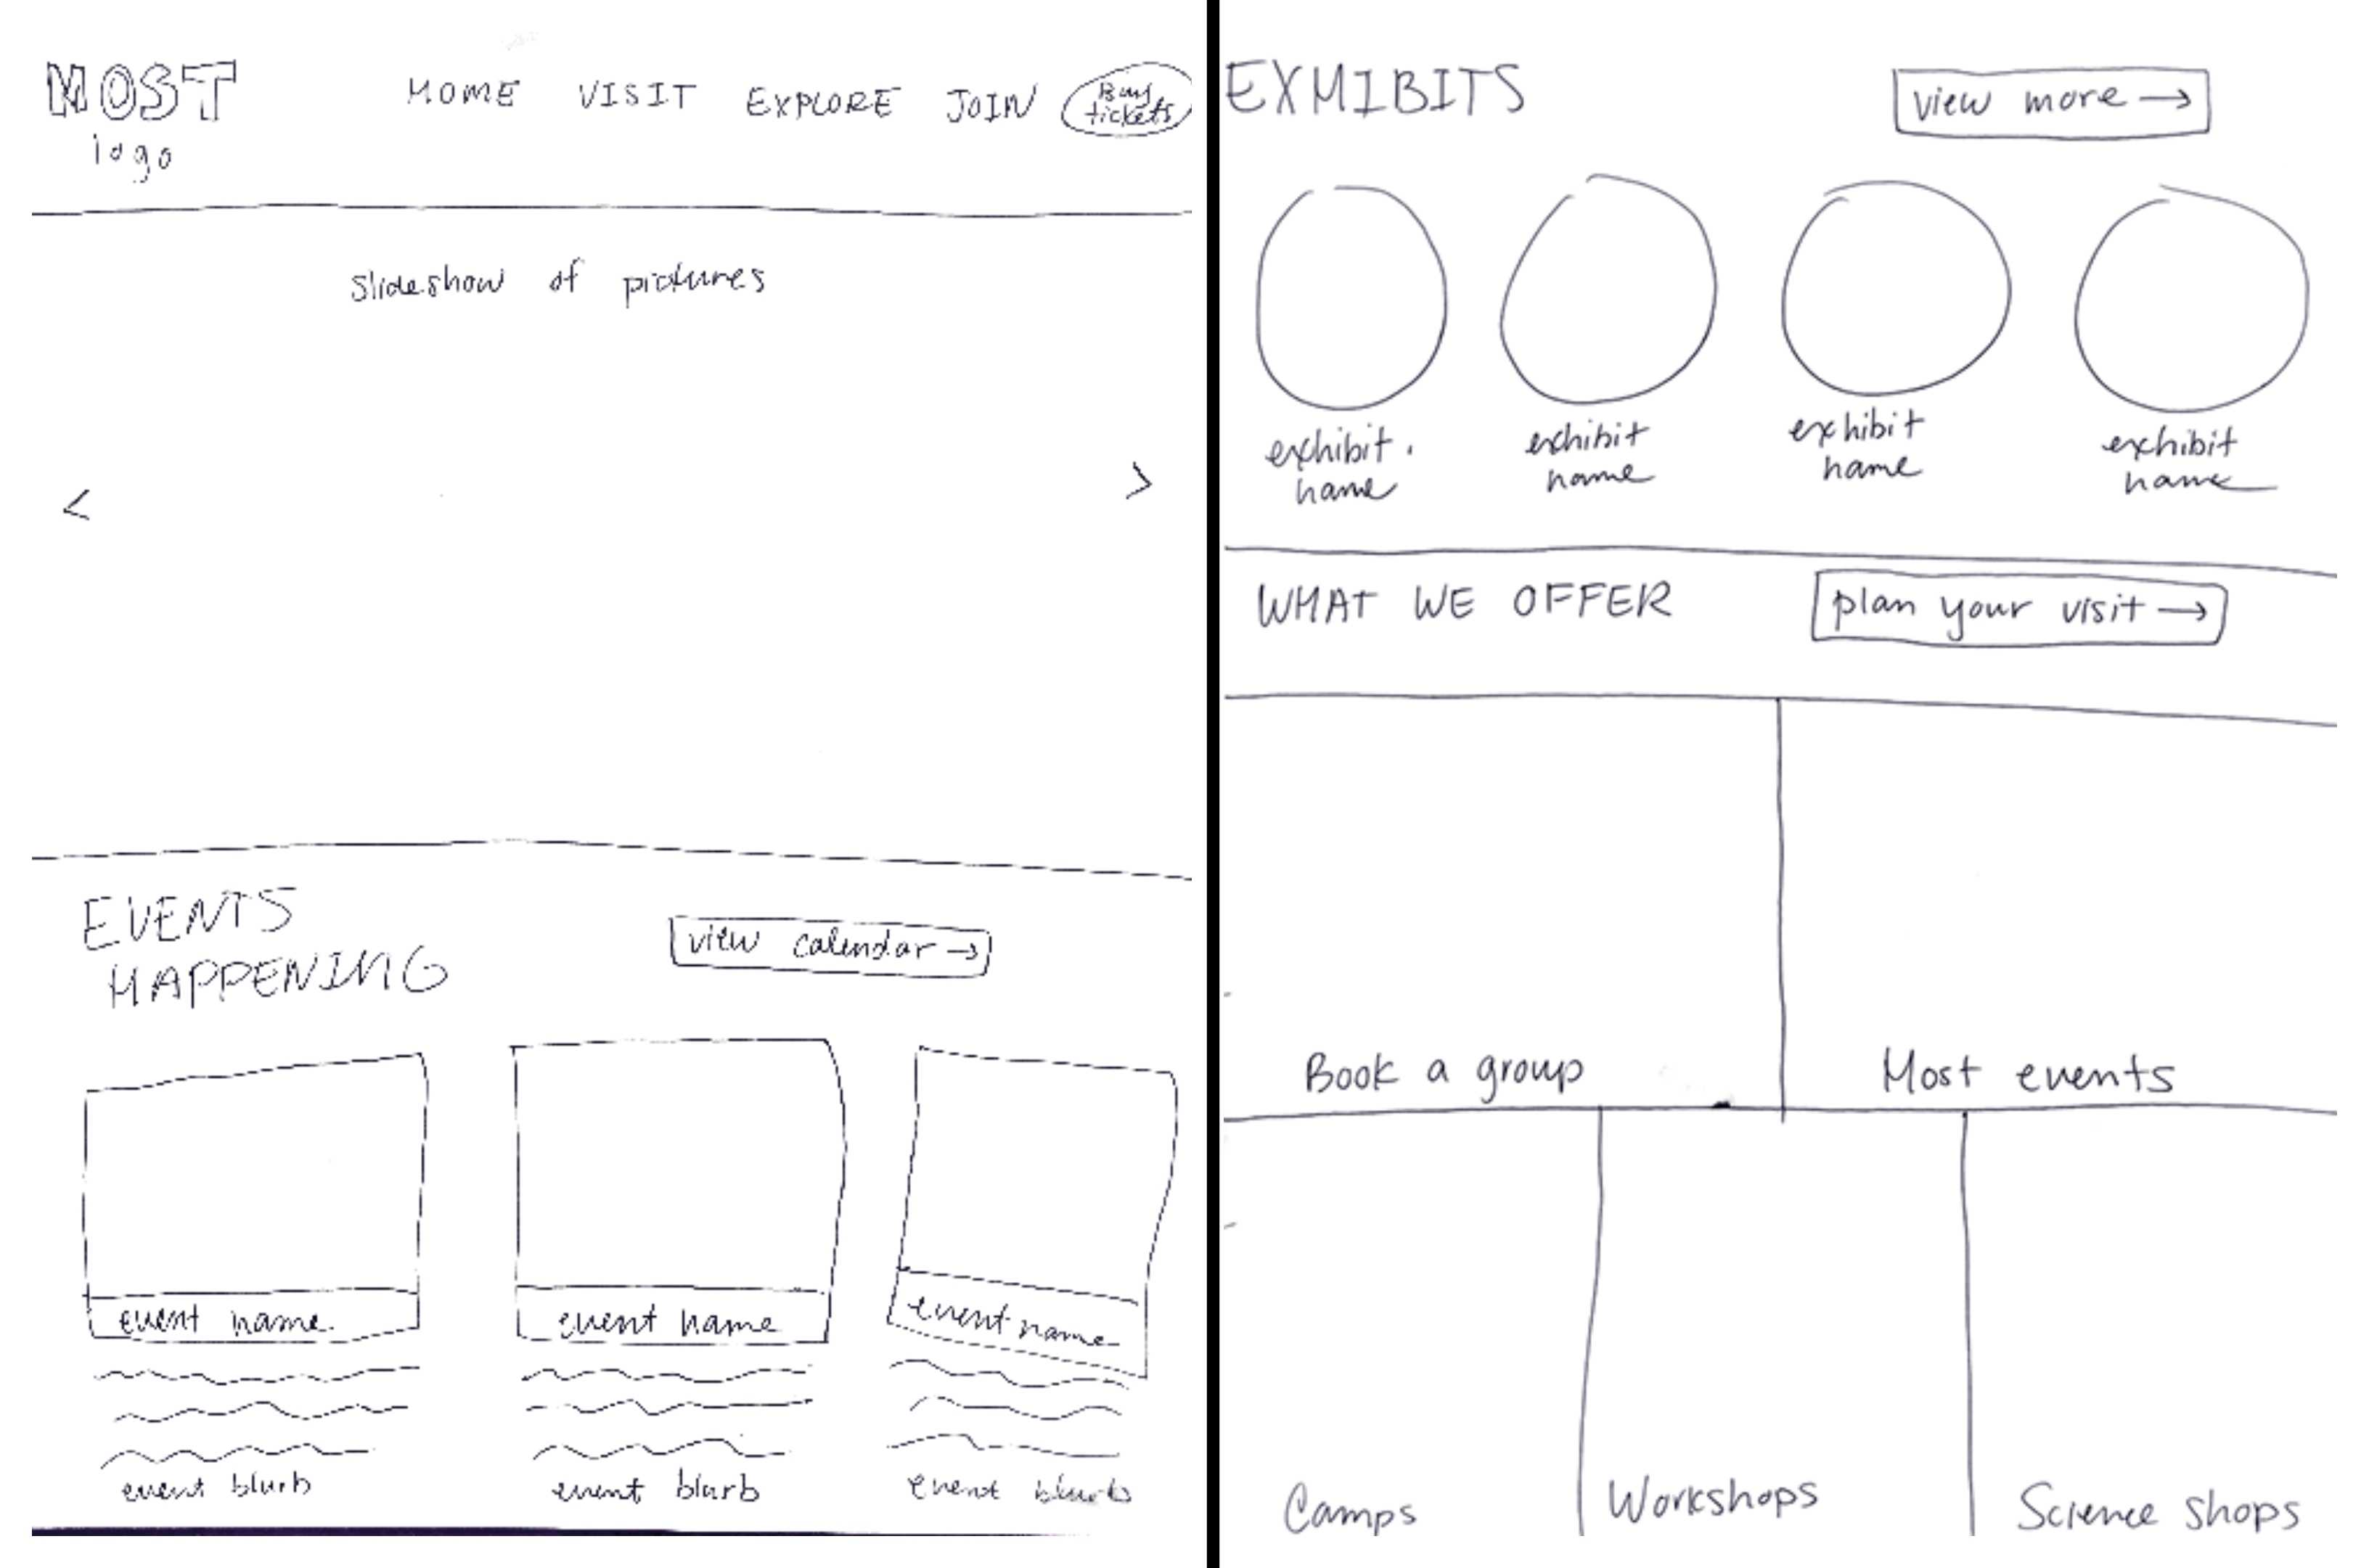 MOST
logo
HOME VISIT EXPLORE JOIN Buy
tickets
slideshow of pictures
< >
EVENTS
HAPPENING
view calendar →
event name event name event name
event blurb event blurb event blurb
EXHIBITS view more →
exhibit exhibit exhibit exhibit
name name name name
WHAT WE OFFER plan your visit →
Book a group Most events
Camps Workshops Science shops